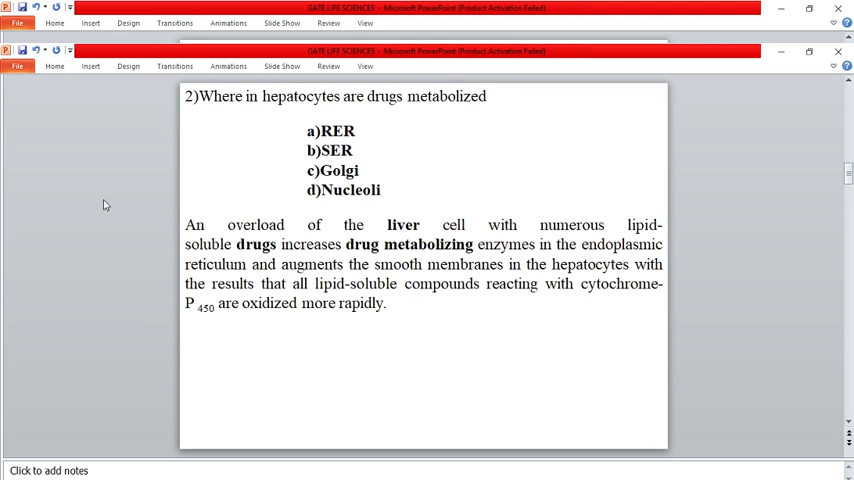 GATE LIFE SCIENCES - Microsoft PowerPoint (Product Activation Failed)
File Home Insert Design Transitions Animations Slide Show Review View
GATE LIFE SCIENCES - Microsoft PowerPoint (Product Activation Failed)
File Home Insert Design Transitions Animations Slide Show Review View
2)Where in hepatocytes are drugs metabolized
a)RER
b)SER
c)Golgi
d)Nucleoli
An overload of the liver cell with numerous lipid-
soluble drugs increases drug metabolizing enzymes in the endoplasmic
reticulum and augments the smooth membranes in the hepatocytes with
the results that all lipid-soluble compounds reacting with cytochrome-
P 450 are oxidized more rapidly.
Click to add notes